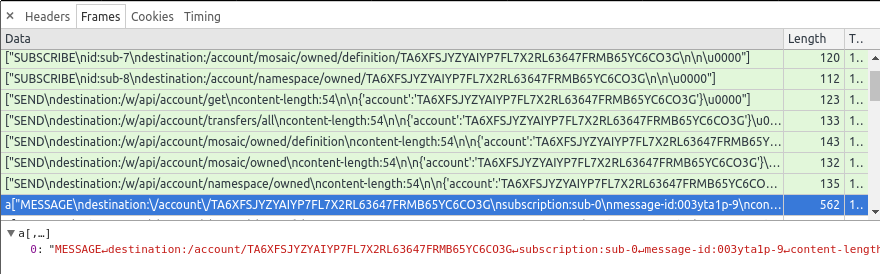 × Headers Frames Cookies Timing
Data Length T...
["SUBSCRIBE\nid:sub-7\ndestination:/account/mosaic/owned/definition/TA6XFSJYZYAIYP7FL7X2RL63647FRMB65YC6CO3G\n\n\u0000"] 120 1..
["SUBSCRIBE\nid:sub-8\ndestination:/account/namespace/owned/TA6XFSJYZYAIYP7FL7X2RL63647FRMB65YC6CO3G\n\n\u0000"] 112 1..
["SEND\ndestination:/w/api/account/get\ncontent-length:54\n\n{'account':'TA6XFSJYZYAIYP7FL7X2RL63647FRMB65YC6CO3G'}\u0000"] 123 1..
["SEND\ndestination:/w/api/account/transfers/all\ncontent-length:54\n\n{'account':'TA6XFSJYZYAIYP7FL7X2RL63647FRMB65YC6CO3G'}\u0... 133 1..
["SEND\ndestination:/w/api/account/mosaic/owned/definition\ncontent-length:54\n\n{'account':'TA6XFSJYZYAIYP7FL7X2RL63647FRMB65Y... 143 1..
["SEND\ndestination:/w/api/account/mosaic/owned\ncontent-length:54\n\n{'account':'TA6XFSJYZYAIYP7FL7X2RL63647FRMB65YC6CO3G'}\... 132 1..
["SEND\ndestination:/w/api/account/namespace/owned\ncontent-length:54\n\n{'account':'TA6XFSJYZYAIYP7FL7X2RL63647FRMB65YC6CO... 135 1..
a["MESSAGE\ndestination:\/account\/TA6XFSJYZYAIYP7FL7X2RL63647FRMB65YC6CO3G\nsubscription:sub-0\nmessage-id:003yta1p-9\ncon... 562 1..
▼ a[,…]
0: "MESSAGE↵destination:/account/TA6XFSJYZYAIYP7FL7X2RL63647FRMB65YC6CO3G↵subscription:sub-0↵message-id:003yta1p-9↵content-length